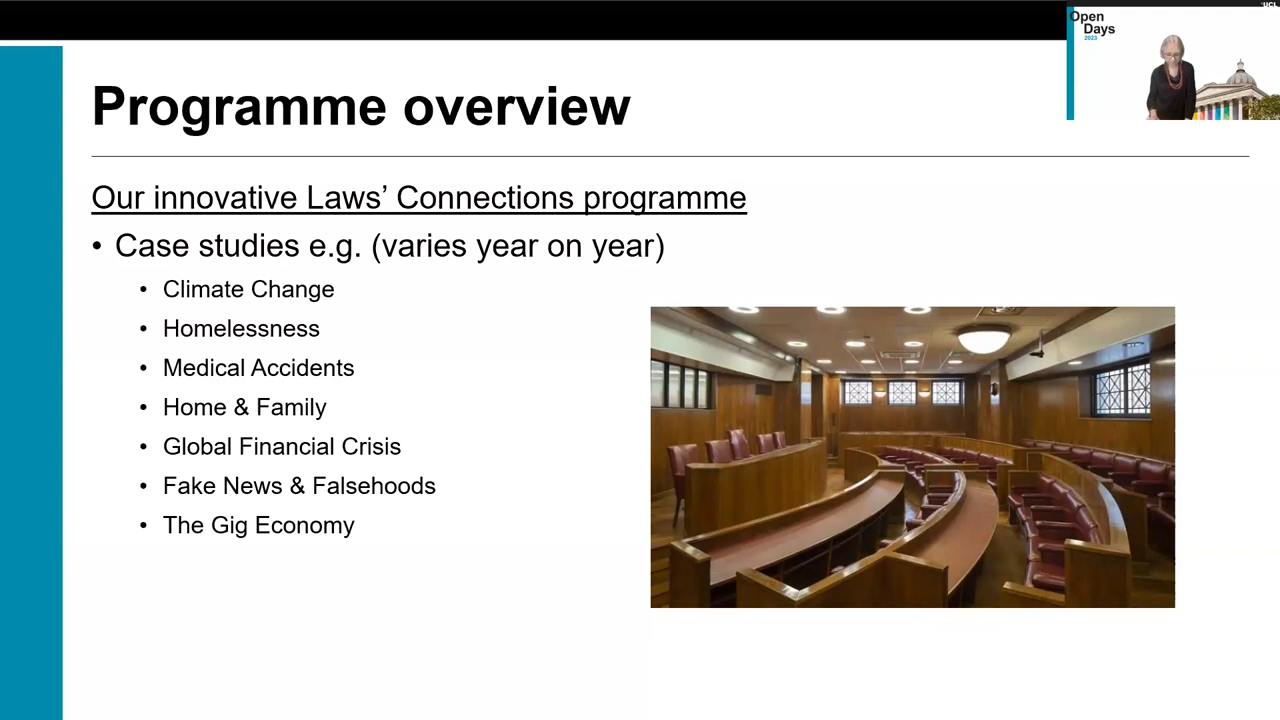 UCL
Open
Days
2023
Programme overview
Our innovative Laws’ Connections programme
• Case studies e.g. (varies year on year)
• Climate Change
• Homelessness
• Medical Accidents
• Home & Family
• Global Financial Crisis
• Fake News & Falsehoods
• The Gig Economy